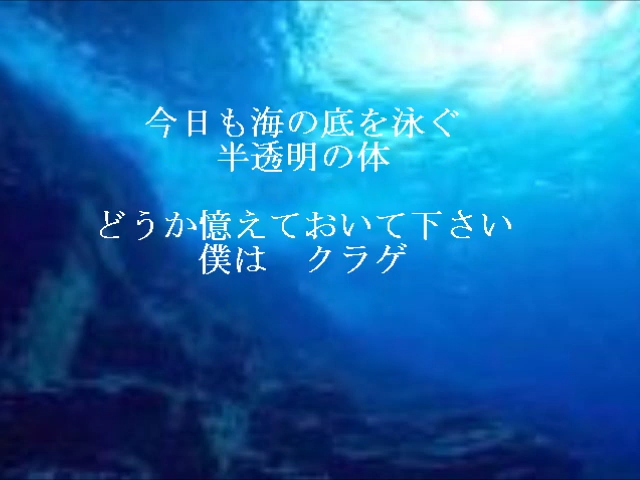 今日も海の底を泳ぐ
半透明の体
どうか憶えておいて下さい
僕は　クラゲ